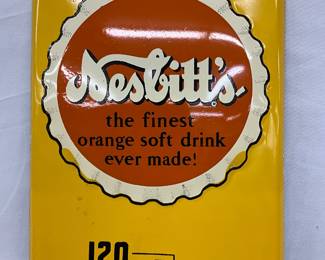 Nesbitt's
the finest
orange soft drink
ever made!
120